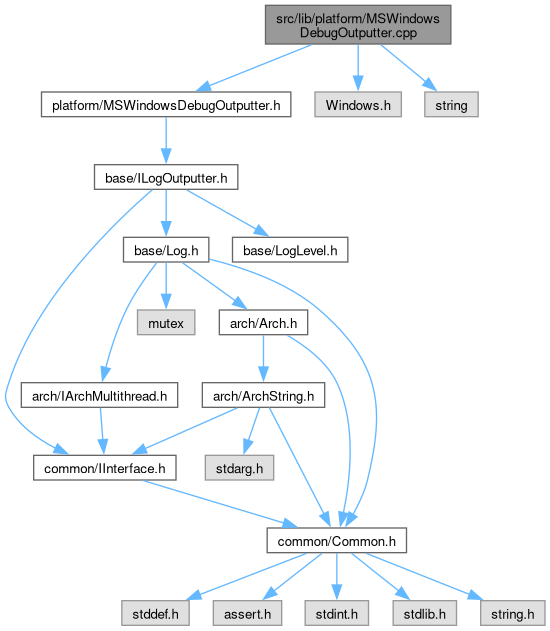 src/lib/platform/MSWindows
DebugOutputter.cpp
platform/MSWindowsDebugOutputter.h
Windows.h
string
base/ILogOutputter.h
base/Log.h
base/LogLevel.h
mutex
arch/Arch.h
arch/IArchMultithread.h
arch/ArchString.h
common/IInterface.h
stdarg.h
common/Common.h
stddef.h
assert.h
stdint.h
stdlib.h
string.h